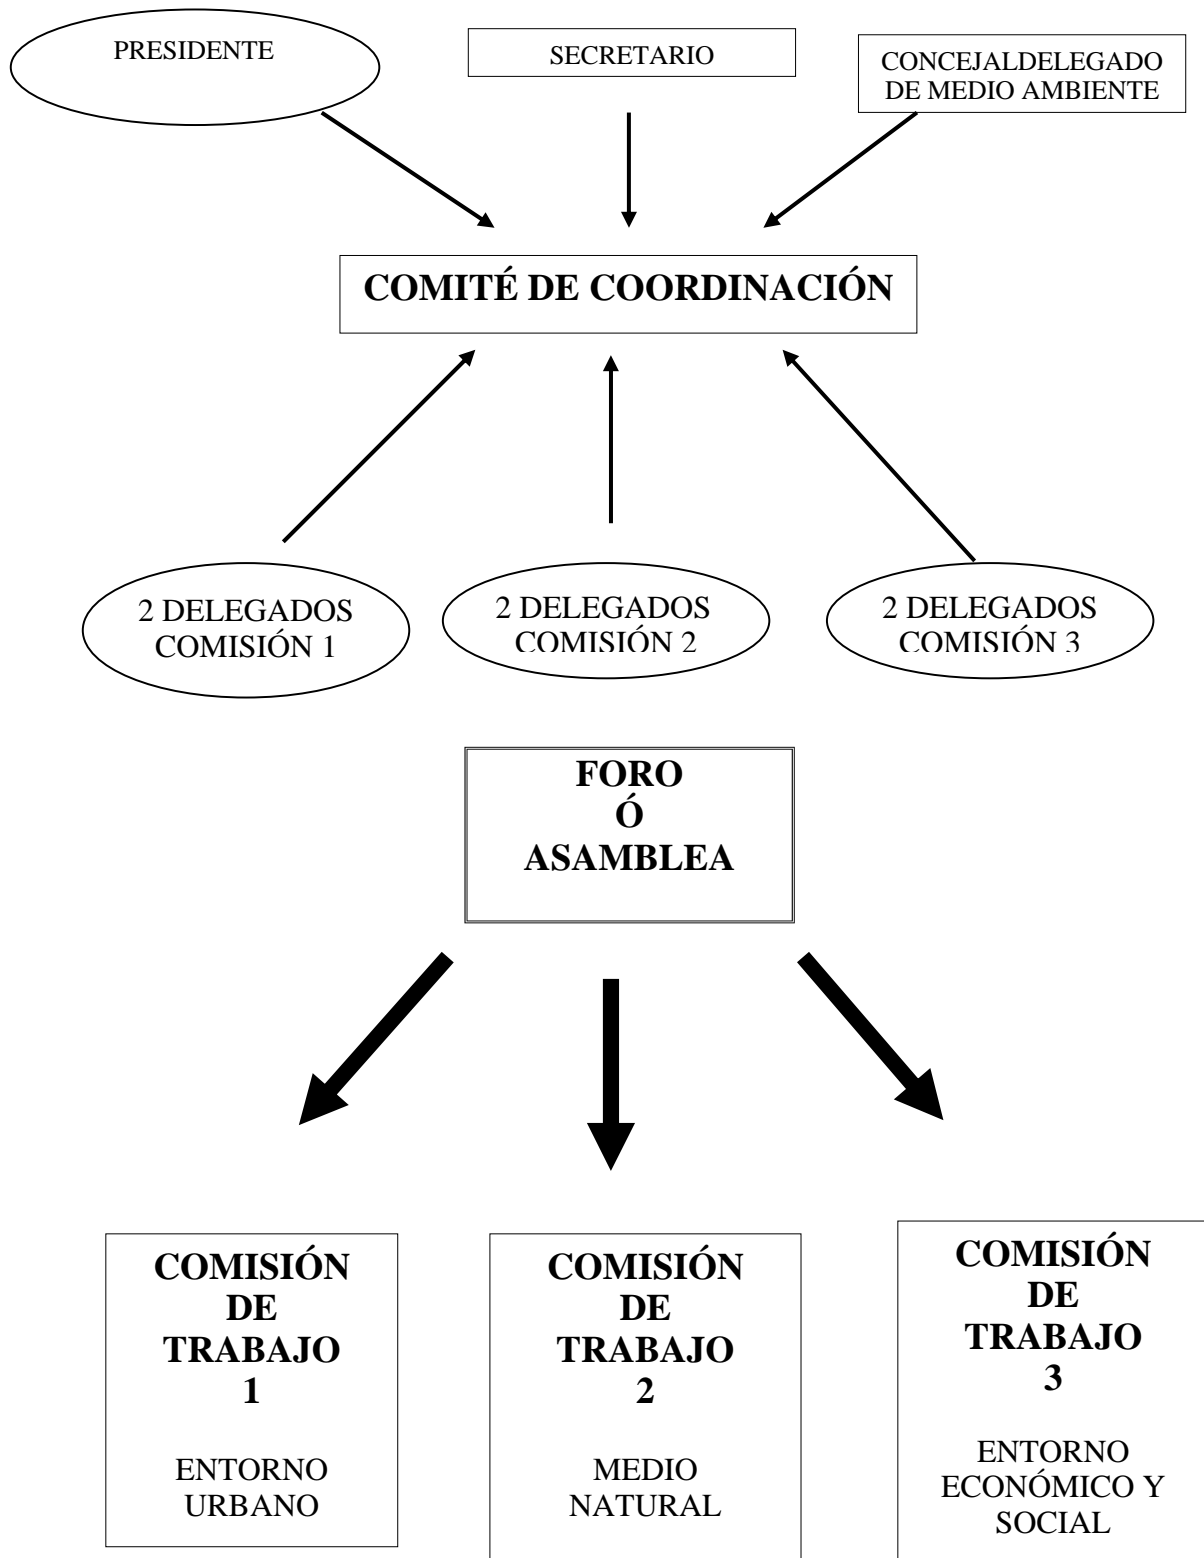 PRESIDENTE
SECRETARIO
CONCEJALDELEGADO
DE MEDIO AMBIENTE
COMITÉ DE COORDINACIÓN
2 DELEGADOS
COMISIÓN 1
2 DELEGADOS
COMISIÓN 2
2 DELEGADOS
COMISIÓN 3
FORO
Ó
ASAMBLEA
COMISIÓN
DE
TRABAJO
1
ENTORNO
URBANO
COMISIÓN
DE
TRABAJO
2
MEDIO
NATURAL
COMISIÓN
DE
TRABAJO
3
ENTORNO
ECONÓMICO Y
SOCIAL